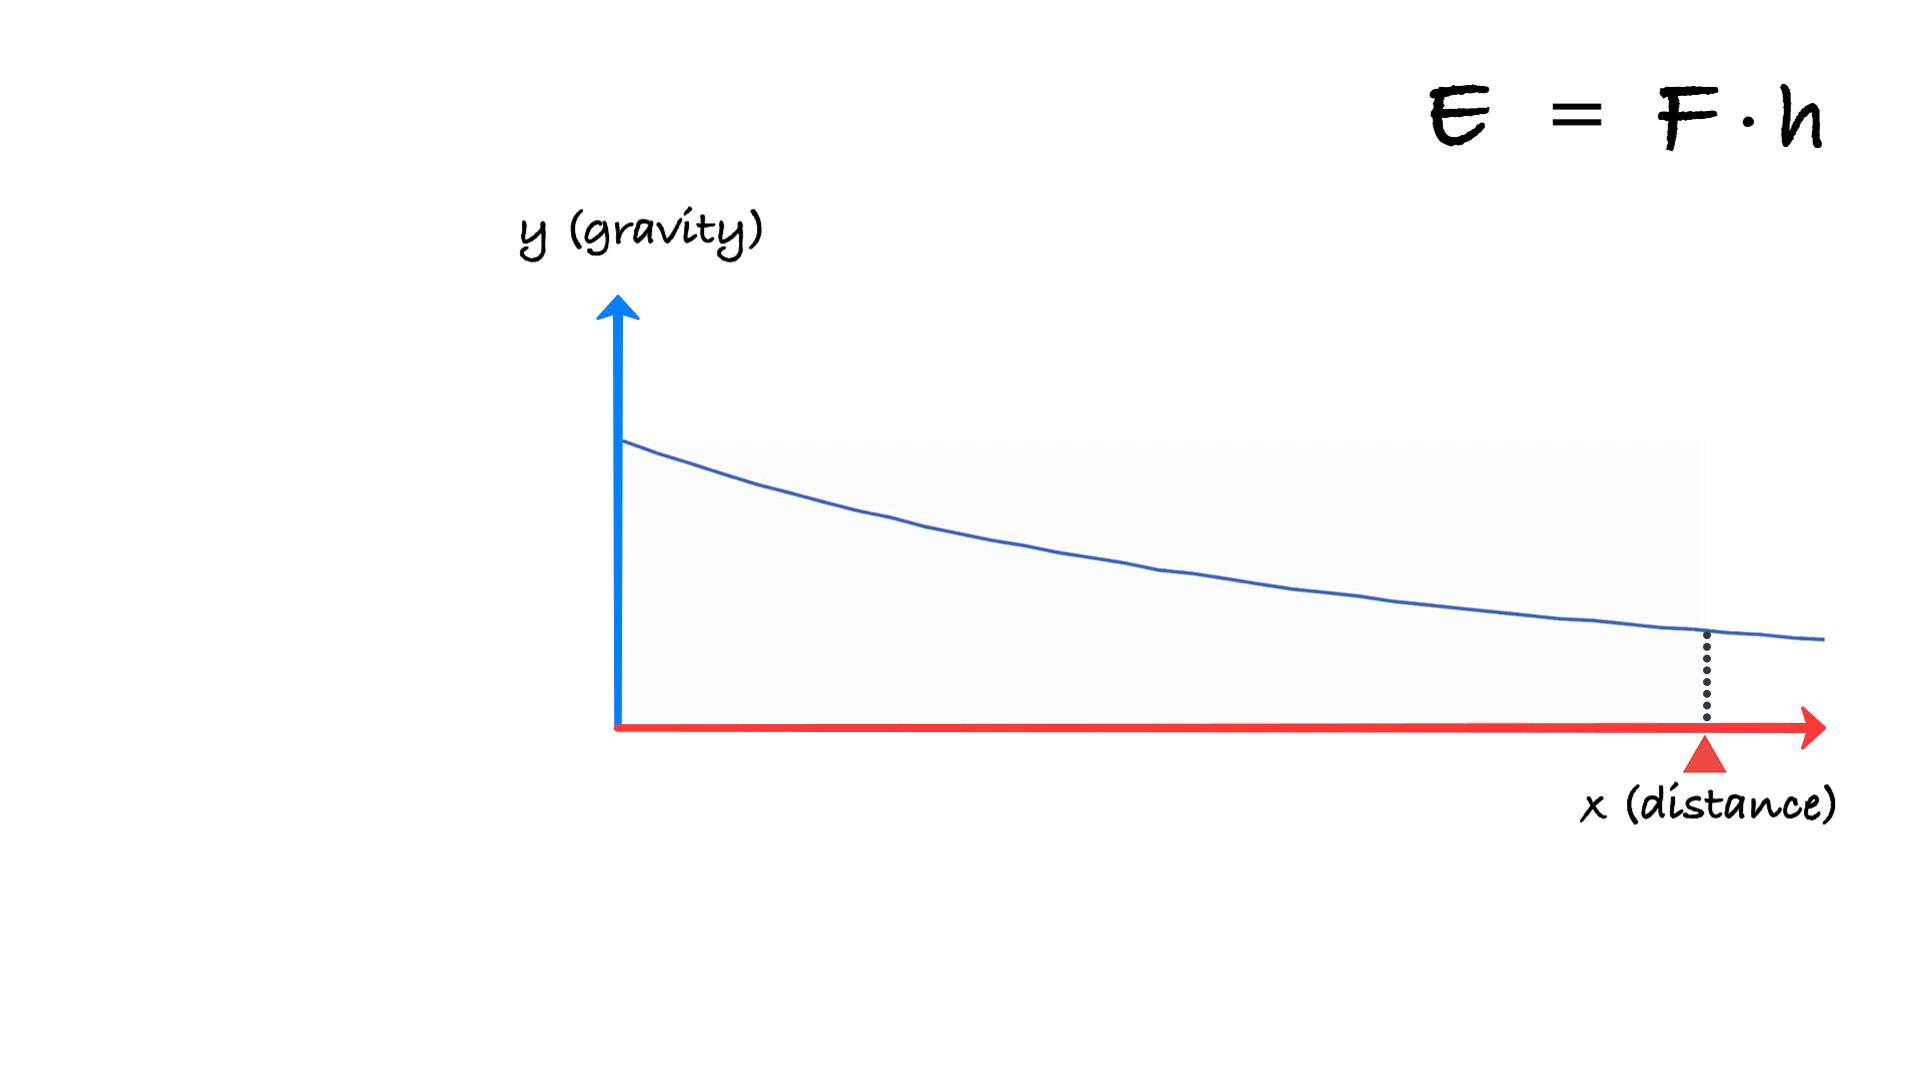 E = F · h
y (gravity)
x (distance)